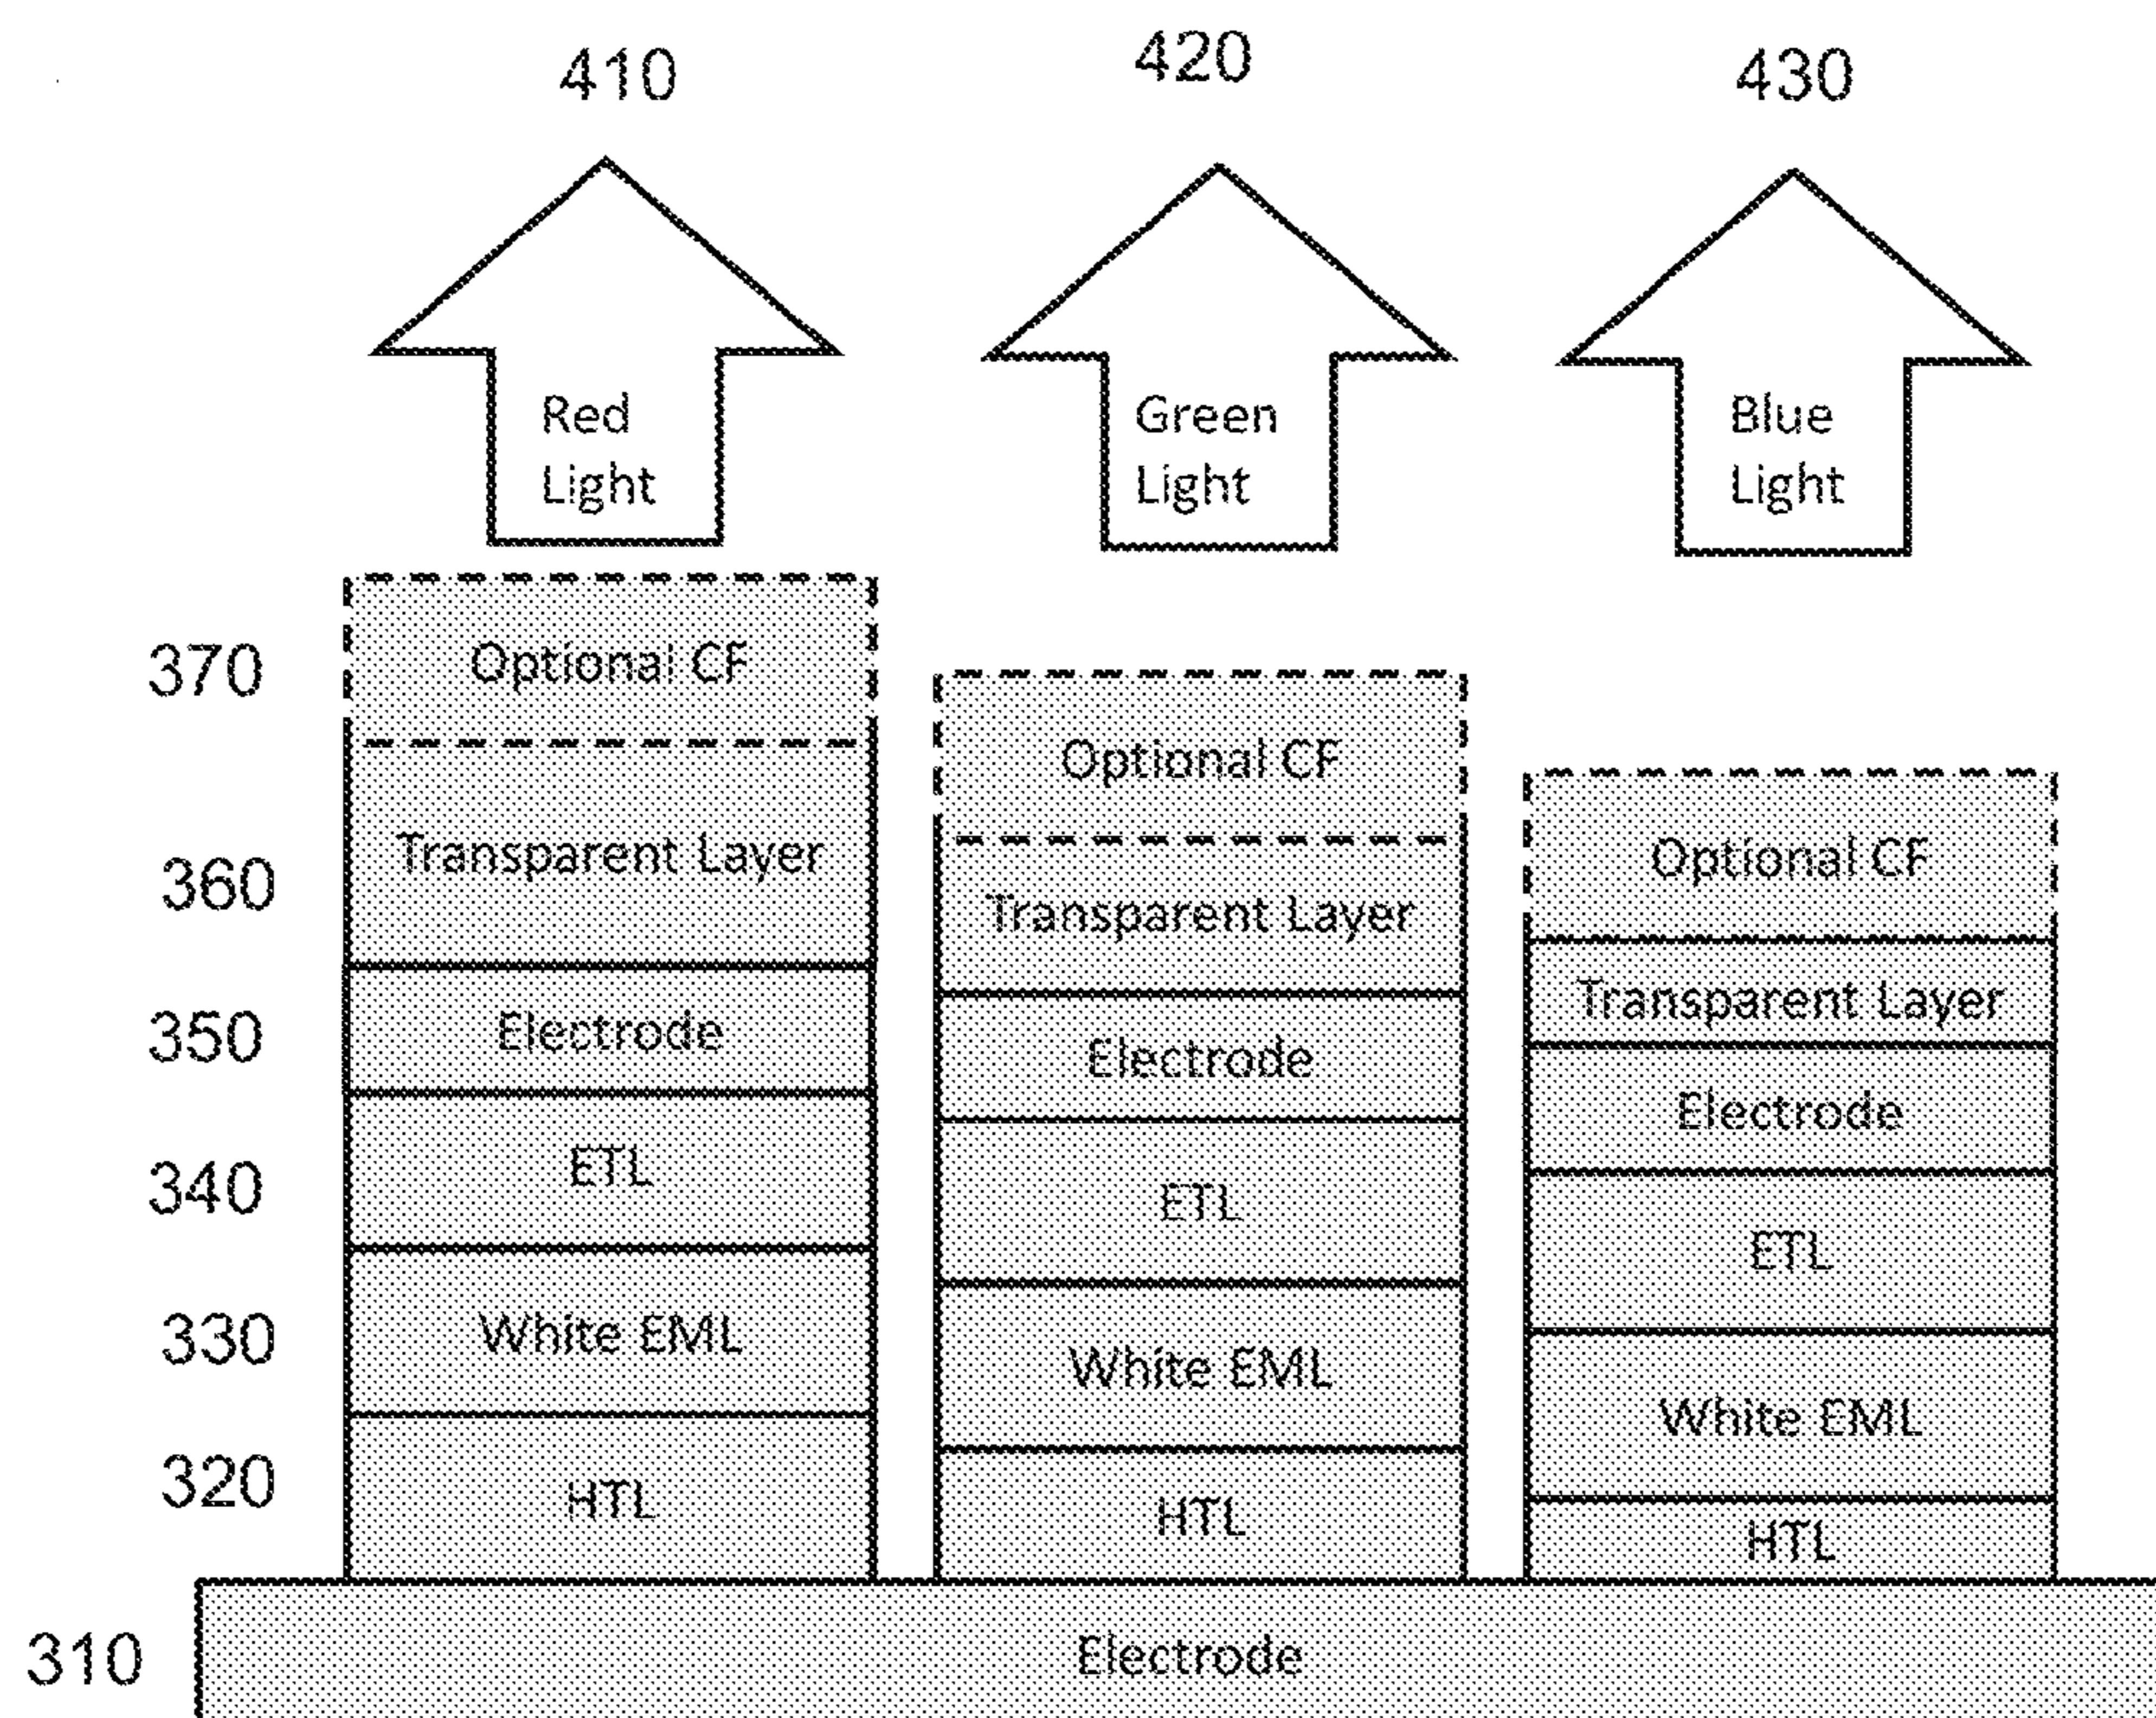 410
420
430
Red
Light
Green
Light
Blue
Light
370
Optional CF
Optional CF
Optional CF
360
Transparent Layer
Transparent Layer
Transparent Layer
350
Electrode
Electrode
Electrode
340
ETL
ETL
ETL
330
White EML
White EML
White EML
320
HTL
HTL
HTL
310
Electrode